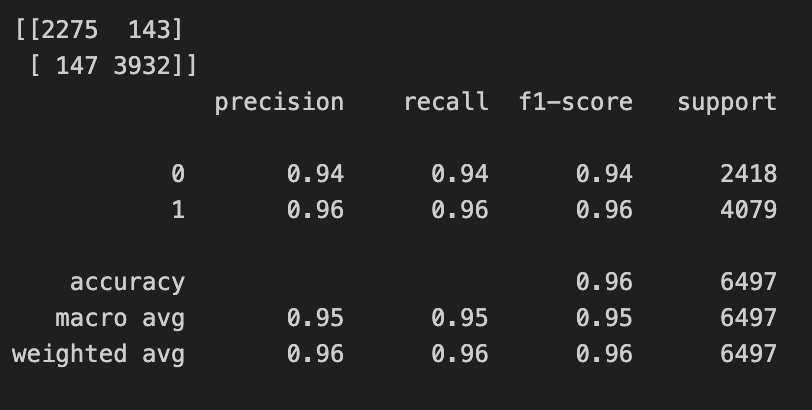 [[2275  143]
 [ 147 3932]]
              precision    recall  f1-score   support

           0       0.94      0.94      0.94      2418
           1       0.96      0.96      0.96      4079

    accuracy                           0.96      6497
   macro avg       0.95      0.95      0.95      6497
weighted avg       0.96      0.96      0.96      6497